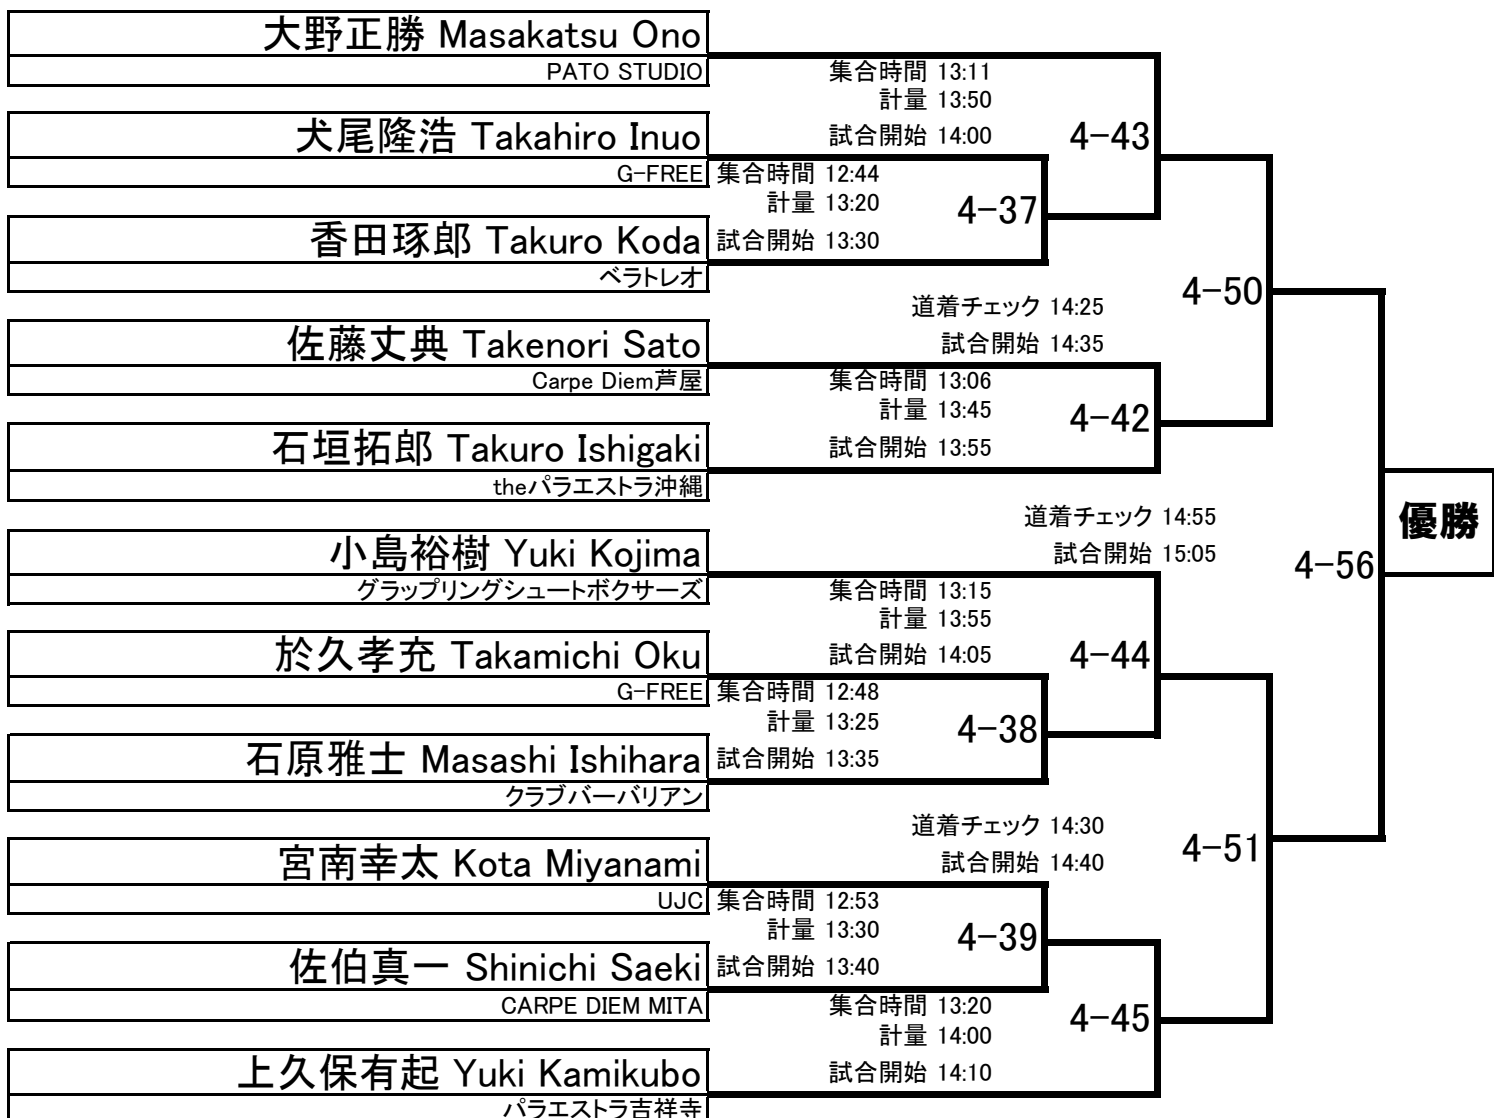 大野正勝 Masakatsu Ono
PATO STUDIO
集合時間 13:11
計量 13:50
試合開始 14:00
4-43
犬尾隆浩 Takahiro Inuo
G-FREE
集合時間 12:44
計量 13:20
試合開始 13:30
4-37
香田琢郎 Takuro Koda
ベラトレオ
道着チェック 14:25
試合開始 14:35
4-50
佐藤丈典 Takenori Sato
Carpe Diem芦屋
集合時間 13:06
計量 13:45
試合開始 13:55
4-42
石垣拓郎 Takuro Ishigaki
theパラエストラ沖縄
道着チェック 14:55
試合開始 15:05
4-56
優勝
小島裕樹 Yuki Kojima
グラップリングシュートボクサーズ
集合時間 13:15
計量 13:55
試合開始 14:05
4-44
於久孝充 Takamichi Oku
G-FREE
集合時間 12:48
計量 13:25
試合開始 13:35
4-38
石原雅士 Masashi Ishihara
クラブバーバリアン
道着チェック 14:30
試合開始 14:40
4-51
宮南幸太 Kota Miyanami
UJC
集合時間 12:53
計量 13:30
試合開始 13:40
4-39
佐伯真一 Shinichi Saeki
CARPE DIEM MITA
集合時間 13:20
計量 14:00
試合開始 14:10
4-45
上久保有起 Yuki Kamikubo
パラエストラ吉祥寺